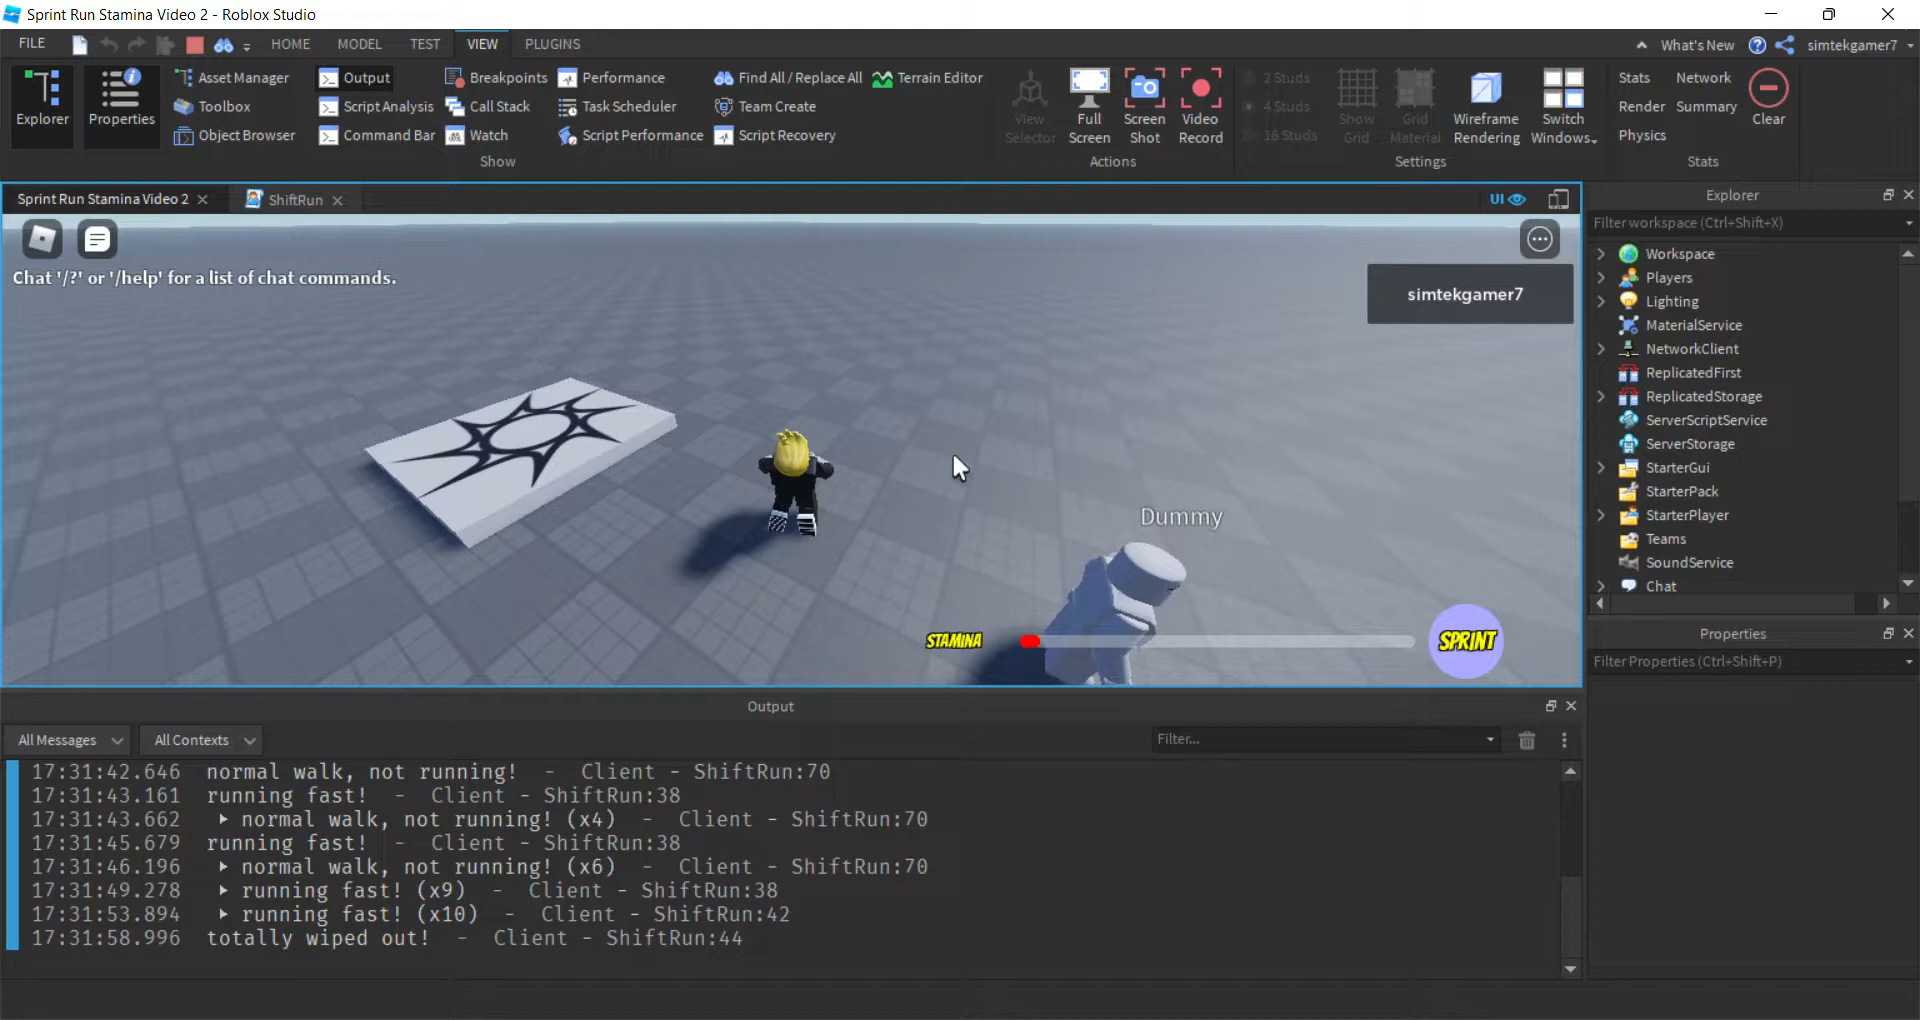 Sprint Run Stamina Video 2 - Roblox Studio
FILE
HOME
MODEL
TEST
VIEW
PLUGINS
What's New
simtekgamer7
Explorer
Properties
Asset Manager
Toolbox
Object Browser
Output
Script Analysis
Command Bar
Breakpoints
Call Stack
Watch
Performance
Task Scheduler
Script Performance
Find All / Replace All
Team Create
Script Recovery
Terrain Editor
Show
View
Selector
Full
Screen
Screen
Shot
Video
Record
Actions
2 Studs
4 Studs
16 Studs
Show
Grid
Grid
Material
Wireframe
Rendering
Switch
Windows
Settings
Stats
Network
Render
Summary
Physics
Clear
Stats
Sprint Run Stamina Video 2
ShiftRun
UI
Chat '/?' or '/help' for a list of chat commands.
simtekgamer7
Dummy
STAMINA
SPRINT
Explorer
Filter workspace (Ctrl+Shift+X)
Workspace
Players
Lighting
MaterialService
NetworkClient
ReplicatedFirst
ReplicatedStorage
ServerScriptService
ServerStorage
StarterGui
StarterPack
StarterPlayer
Teams
SoundService
Chat
Properties
Filter Properties (Ctrl+Shift+P)
Output
All Messages
All Contexts
Filter...
17:31:42.646 normal walk, not running! - Client - ShiftRun:70
17:31:43.161 running fast! - Client - ShiftRun:38
17:31:43.662 ▶ normal walk, not running! (x4) - Client - ShiftRun:70
17:31:45.679 running fast! - Client - ShiftRun:38
17:31:46.196 ▶ normal walk, not running! (x6) - Client - ShiftRun:70
17:31:49.278 ▶ running fast! (x9) - Client - ShiftRun:38
17:31:53.894 ▶ running fast! (x10) - Client - ShiftRun:42
17:31:58.996 totally wiped out! - Client - ShiftRun:44